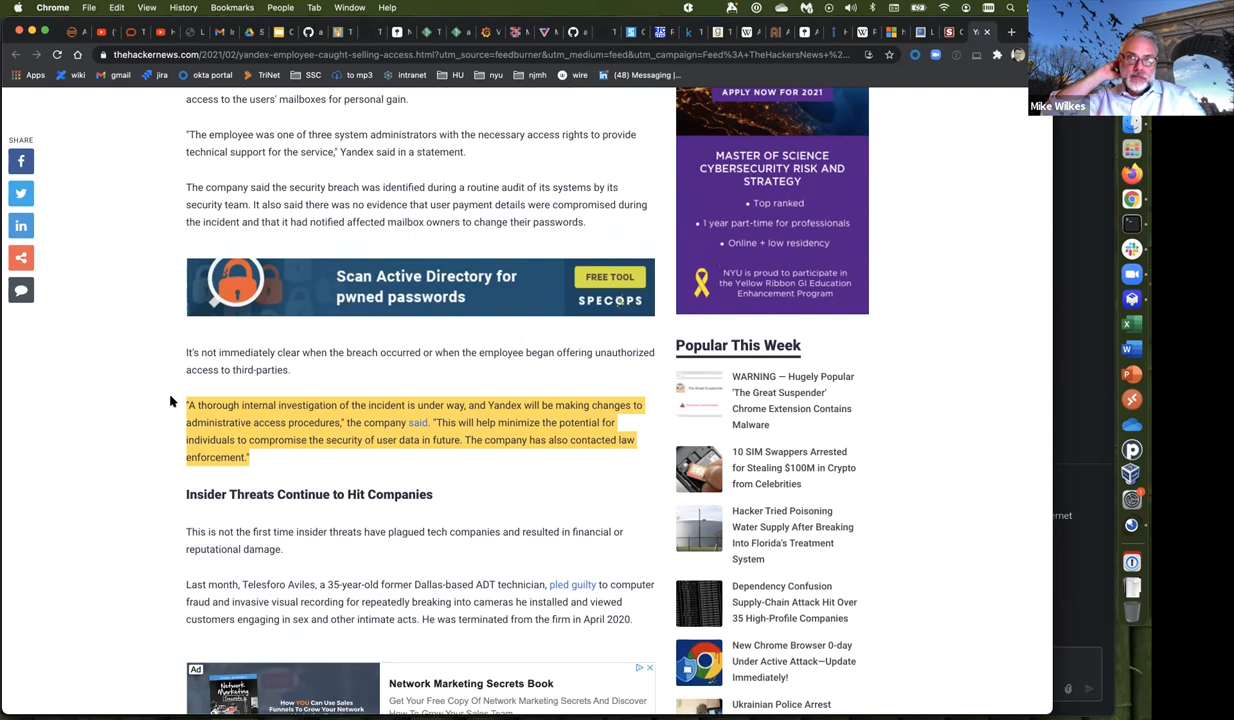 Chrome File Edit View History Bookmarks People Tab Window Help
thehackernews.com/2021/02/yandex-employee-caught-selling-access.html?utm_source=feedburner&utm_medium=feed&utm_campaign=Feed%3A+TheHackersNews+%2...
Apps wiki gmail jira okta portal TriNet SSC to mp3 intranet HU nyu njmh wire (48) Messaging |...
Mike Wilkes
SHARE
access to the users' mailboxes for personal gain.
"The employee was one of three system administrators with the necessary access rights to provide
technical support for the service," Yandex said in a statement.
The company said the security breach was identified during a routine audit of its systems by its
security team. It also said there was no evidence that user payment details were compromised during
the incident and that it had notified affected mailbox owners to change their passwords.
Scan Active Directory for
pwned passwords
FREE TOOL
SPECOPS
It's not immediately clear when the breach occurred or when the employee began offering unauthorized
access to third-parties.
"A thorough internal investigation of the incident is under way, and Yandex will be making changes to
administrative access procedures," the company said. "This will help minimize the potential for
individuals to compromise the security of user data in future. The company has also contacted law
enforcement."
Insider Threats Continue to Hit Companies
This is not the first time insider threats have plagued tech companies and resulted in financial or
reputational damage.
Last month, Telesforo Aviles, a 35-year-old former Dallas-based ADT technician, pled guilty to computer
fraud and invasive visual recording for repeatedly breaking into cameras he installed and viewed
customers engaging in sex and other intimate acts. He was terminated from the firm in April 2020.
Ad
Network
Marketing
Secrets
How YOU Can Use
Sales Funnels To Grow Your
Network Marketing Secrets Book
Get Your Free Copy Of Network Marketing Secrets And Discover
How To Grow Your Sales Team
APPLY NOW FOR 2021
MASTER OF SCIENCE
CYBERSECURITY RISK AND
STRATEGY
• Top ranked
• 1 year part-time for professionals
• Online + low residency
NYU is proud to participate in
the Yellow Ribbon GI Education
Enhancement Program
Popular This Week
WARNING — Hugely Popular
'The Great Suspender'
Chrome Extension Contains
Malware
10 SIM Swappers Arrested
for Stealing $100M in Crypto
from Celebrities
Hacker Tried Poisoning
Water Supply After Breaking
Into Florida's Treatment
System
Dependency Confusion
Supply-Chain Attack Hit Over
35 High-Profile Companies
New Chrome Browser 0-day
Under Active Attack—Update
Immediately!
Ukrainian Police Arrest
ernet